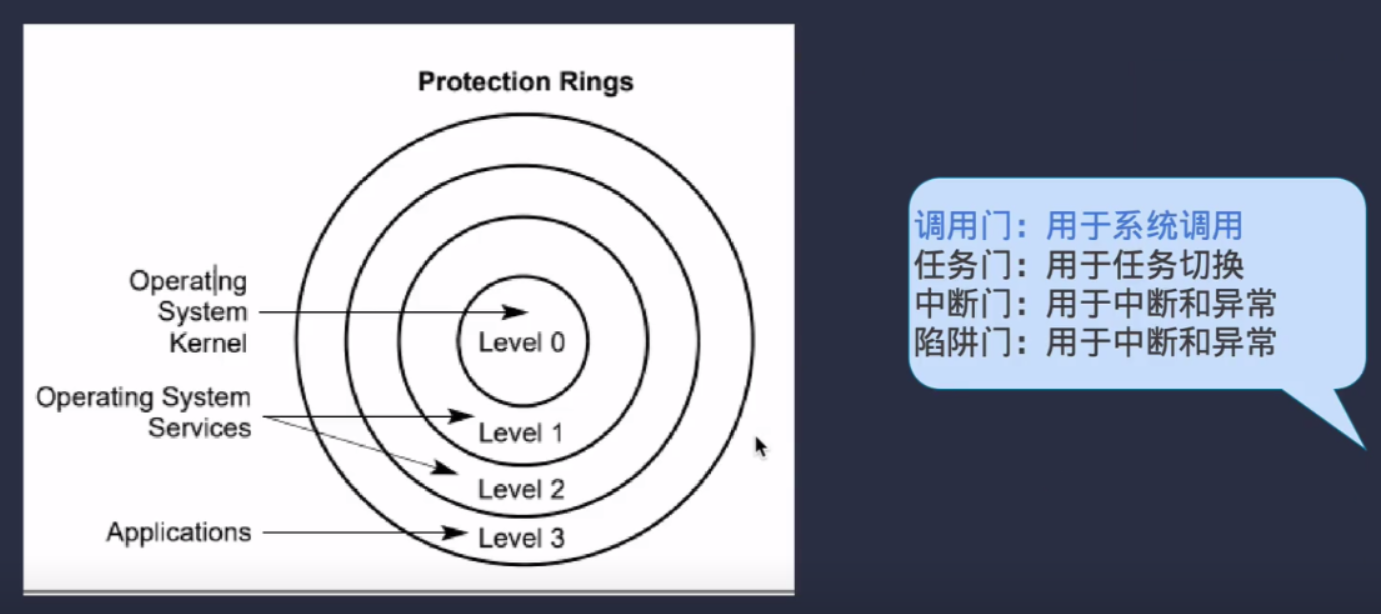 Protection Rings
Operating
System
Kernel
Level 0
Operating System
Services
Level 1
Level 2
Applications
Level 3
调用门：用于系统调用
任务门：用于任务切换
中断门：用于中断和异常
陷阱门：用于中断和异常